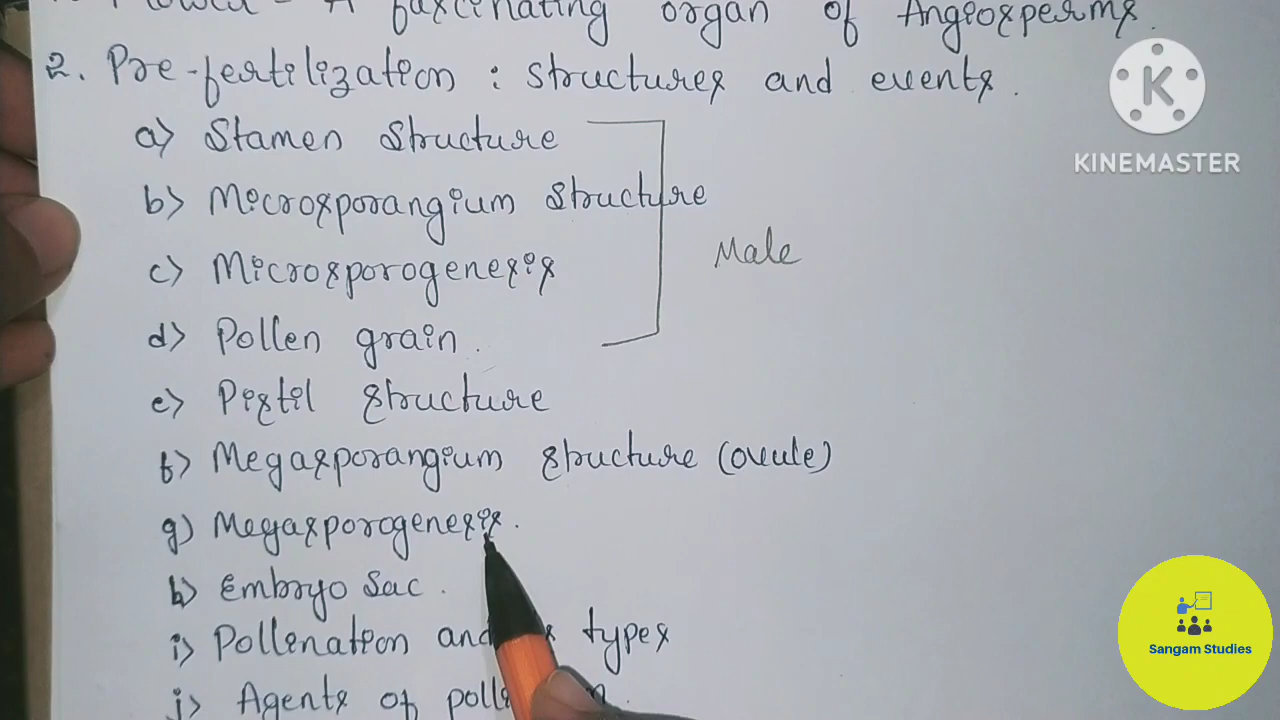 Flower - A fascinating organ of Angiosperms.
2. Pre-fertilization : structures and events.
a) Stamen structure
b) Microsporangium structure
c) Microsporogenesis
Male
d) Pollen grain.
e) Pistil structure
f) Megasporangium structure (ovule)
g) Megasporogenesis.
h) Embryo sac.
i) Pollenation and types
j) Agents of
KINEMASTER
Sangam Studies